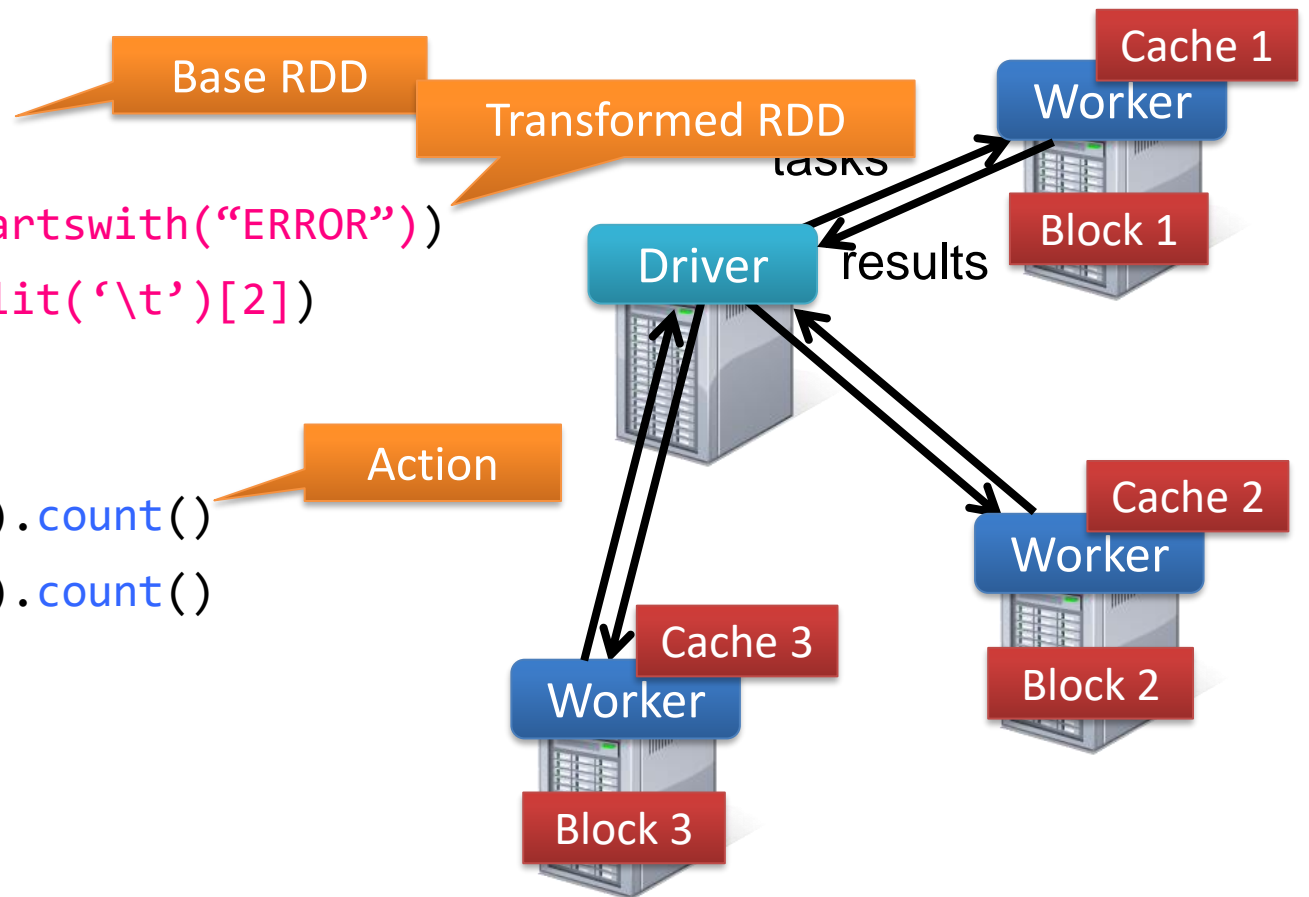 Cache 1
Base RDD
Worker
Transformed RDD
tasks
artswith(“ERROR”))
Block 1
Driver
results
lit(‘\t’)[2])
Action
Cache 2
).count()
Worker
).count()
Cache 3
Block 2
Worker
Block 3